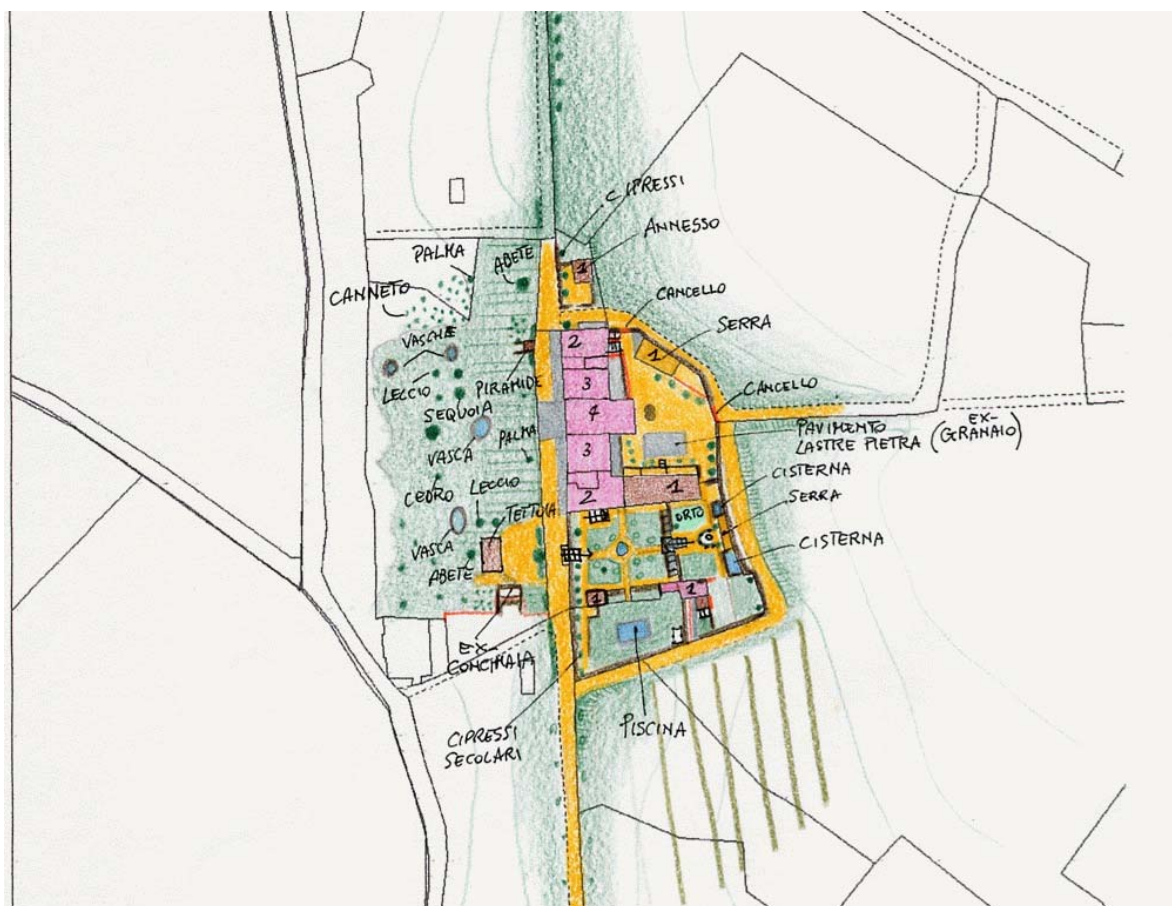 CIPRESSI
ANNESSO
1
PALMA
ABETE
CANNETO
CANCELLO
VASCHE
SERRA
2
1
LECCIO
PIRAMIDE
3
CANCELLO
SEQUOIA
4
VASCA
PALMA
PAVIMENTO
LASTRE PIETRA
(EX-
GRANAIO)
3
CEDRO
LECCIO
2
1
CISTERNA
TETTOIA
ORTO
SERRA
VASCA
ABETE
CISTERNA
1
1
EX-
CONCIMAIA
CIPRESSI
SECOLARI
PISCINA